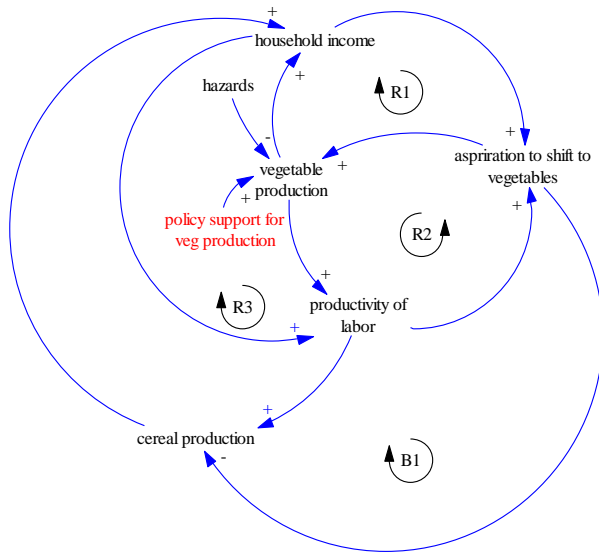 +
household income
+
hazards
R1
-
+
aspriration to shift to
vegetables
vegetable
production
+
+
policy support for
veg production
+
R2
+
R3
productivity of
labor
+
+
cereal production
-
B1